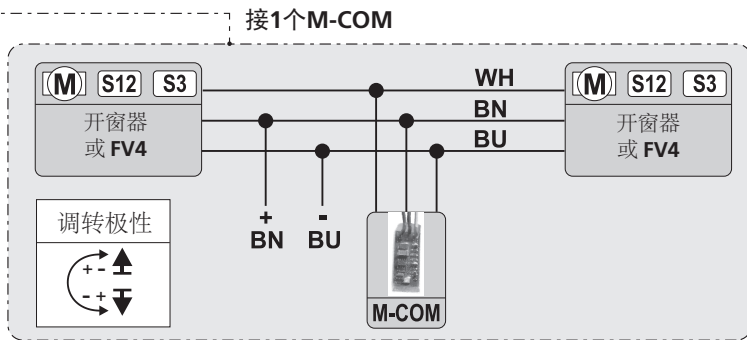 接1个M-COM
M S12 S3
开窗器
或 FV4
WH
BN
BU
M S12 S3
开窗器
或 FV4
调转极性
+ -
- +
+
BN
-
BU
M-COM